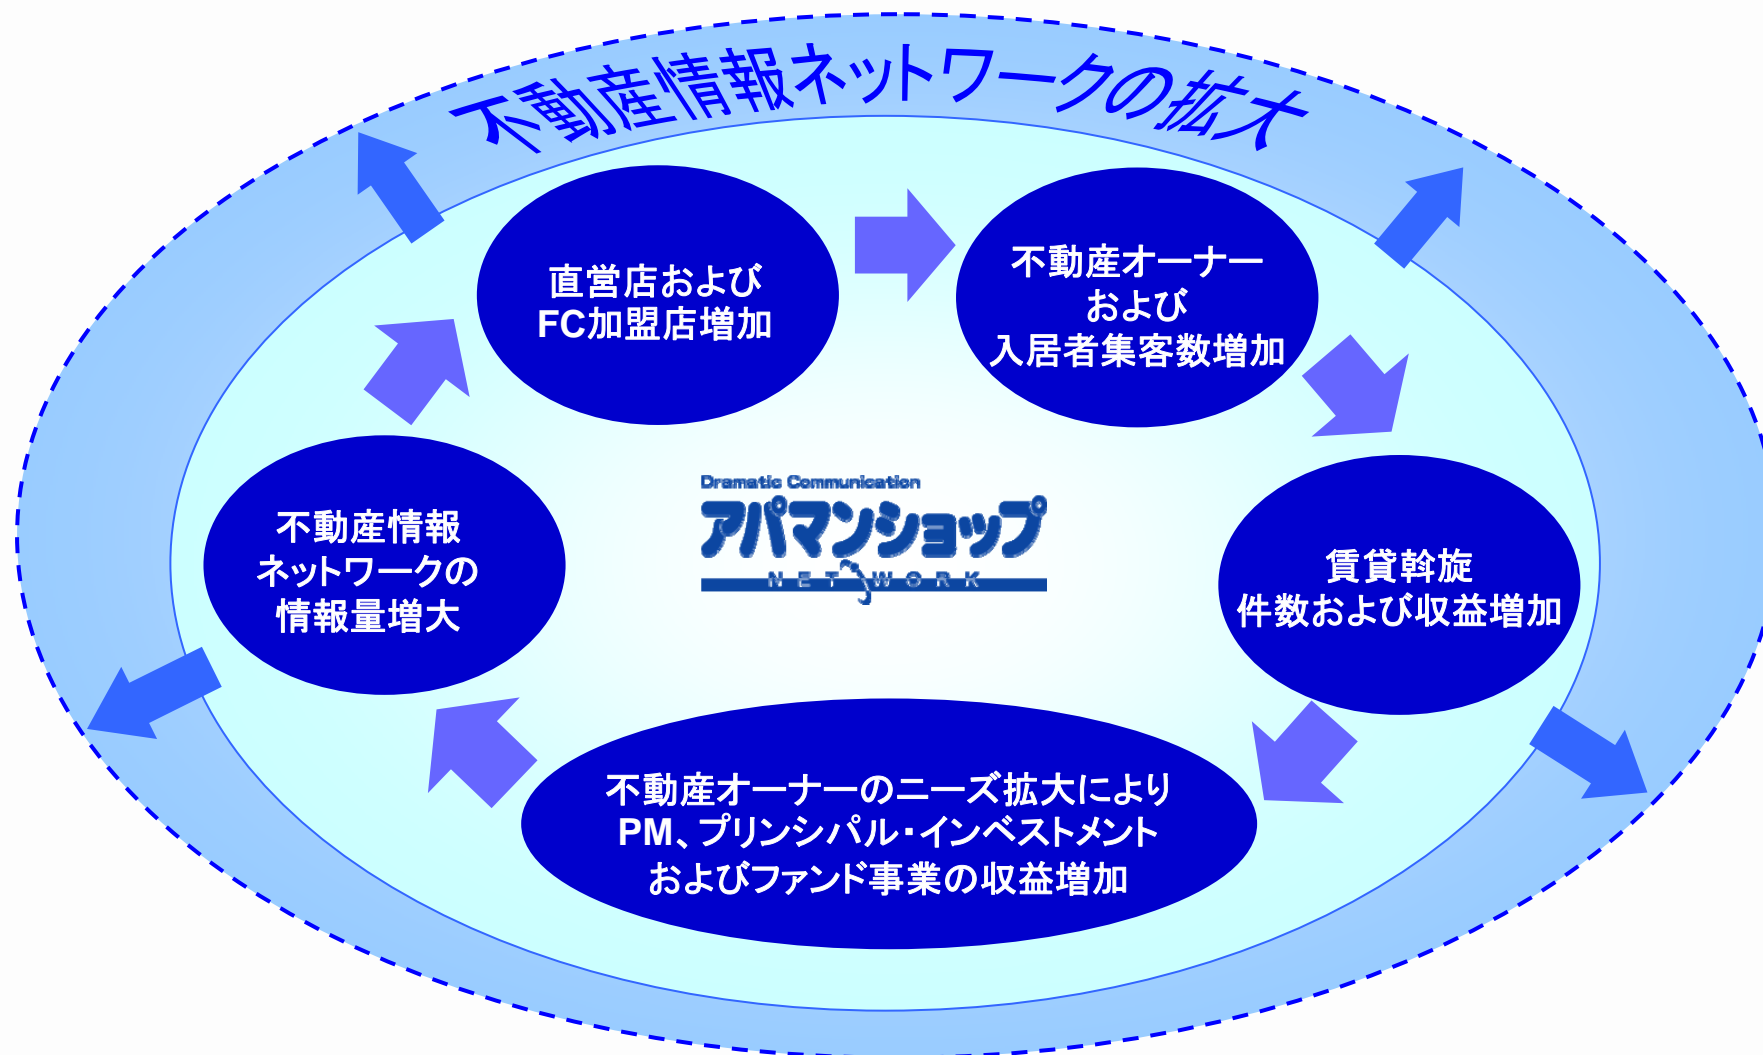 不動産情報ネットワークの拡大
直営店および
FC加盟店増加
不動産オーナー
および
入居者集客数増加
不動産情報
ネットワークの
情報量増大
Dramatic Communication
アパマンショップ
NETWORK
賃貸斡旋
件数および収益増加
不動産オーナーのニーズ拡大により
PM、プリンシパル・インベストメント
およびファンド事業の収益増加